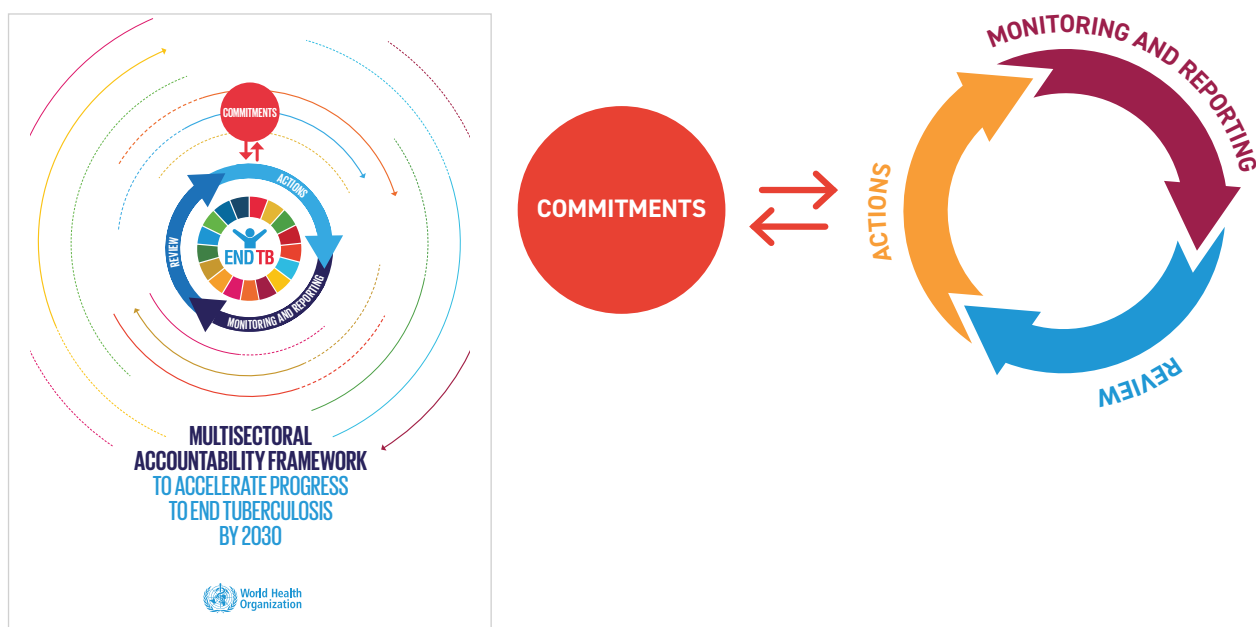 COMMITMENTS
ACTIONS
REVIEW
END TB
MONITORING AND REPORTING
MULTISECTORAL
ACCOUNTABILITY FRAMEWORK
TO ACCELERATE PROGRESS
TO END TUBERCULOSIS
BY 2030
World Health
Organization
COMMITMENTS
MONITORING AND REPORTING
ACTIONS
REVIEW